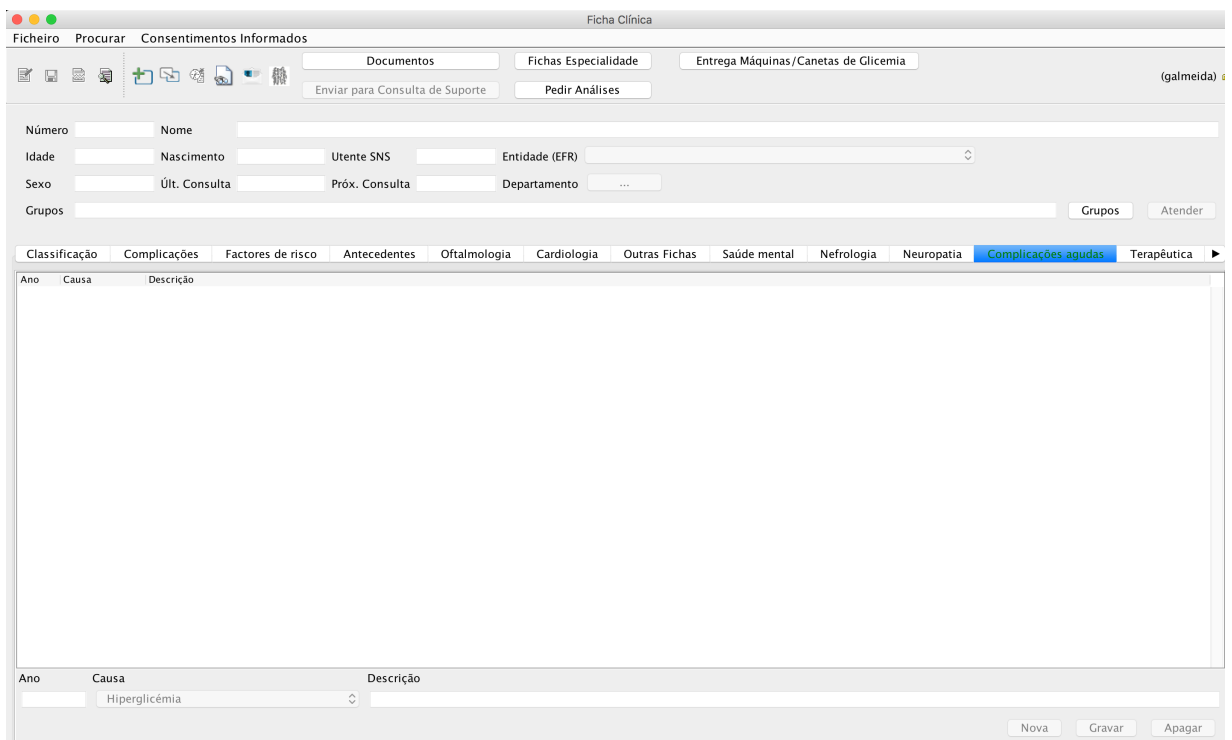 Ficha Clínica
Ficheiro Procurar Consentimentos Informados
Documentos Fichas Especialidade Entrega Máquinas/Canetas de Glicemia
(galmeida)
Enviar para Consulta de Suporte Pedir Análises
Número Nome
Idade Nascimento Utente SNS Entidade (EFR)
Sexo Últ. Consulta Próx. Consulta Departamento ...
Grupos Grupos Atender
Classificação Complicações Factores de risco Antecedentes Oftalmologia Cardiologia Outras Fichas Saúde mental Nefrologia Neuropatia Complicações agudas Terapêutica
Ano Causa Descrição
Ano Causa Descrição
Hiperglicémia
Nova Gravar Apagar